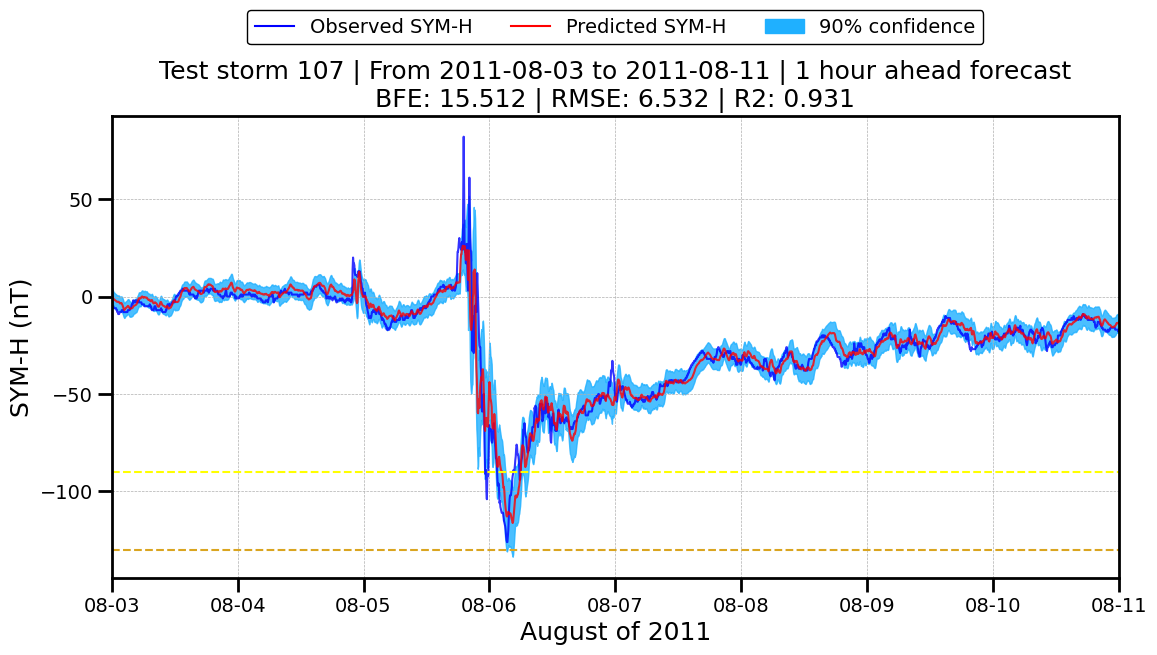 Observed SYM-H Predicted SYM-H 90% confidence
Test storm 107 | From 2011-08-03 to 2011-08-11 | 1 hour ahead forecast
BFE: 15.512 | RMSE: 6.532 | R2: 0.931
SYM-H (nT)
50
0
−50
−100
08-03 08-04 08-05 08-06 08-07 08-08 08-09 08-10 08-11
August of 2011